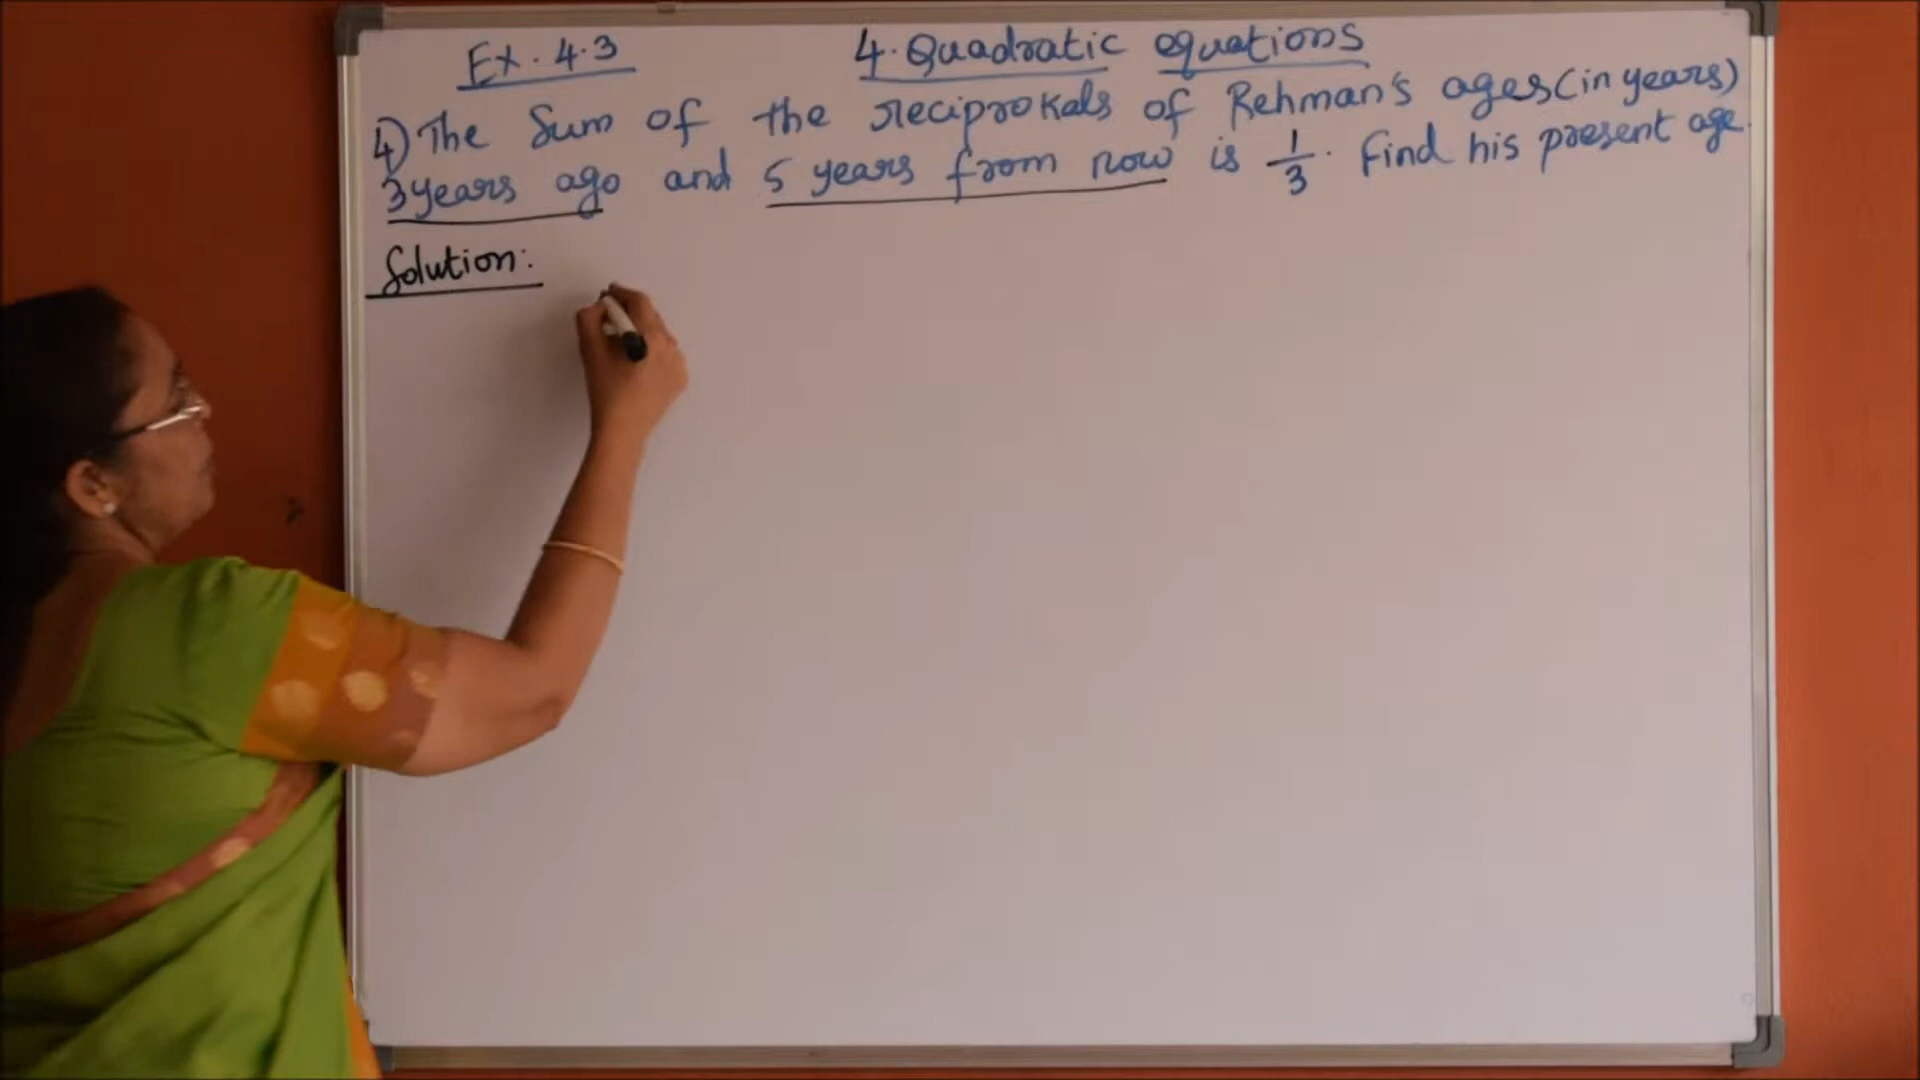 Ex. 4.3 4. Quadratic equations
4) The Sum of the reciprokals of Rehman's ages (in years)
3 years ago and 5 years from now is 1/3. Find his present age.
Solution: